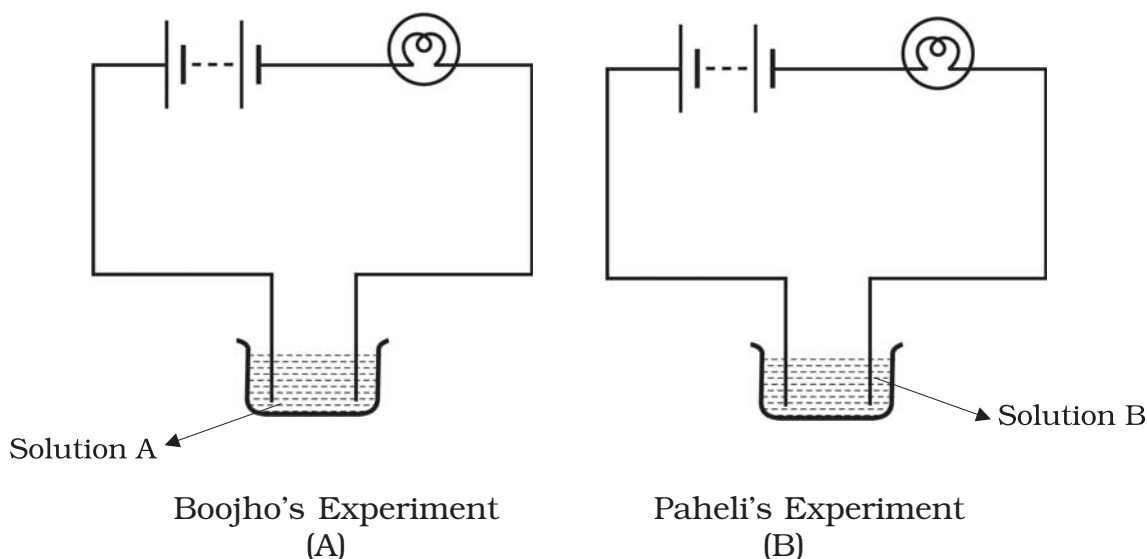 Solution A
Solution B
Boojho’s Experiment
(A)
Paheli’s Experiment
(B)